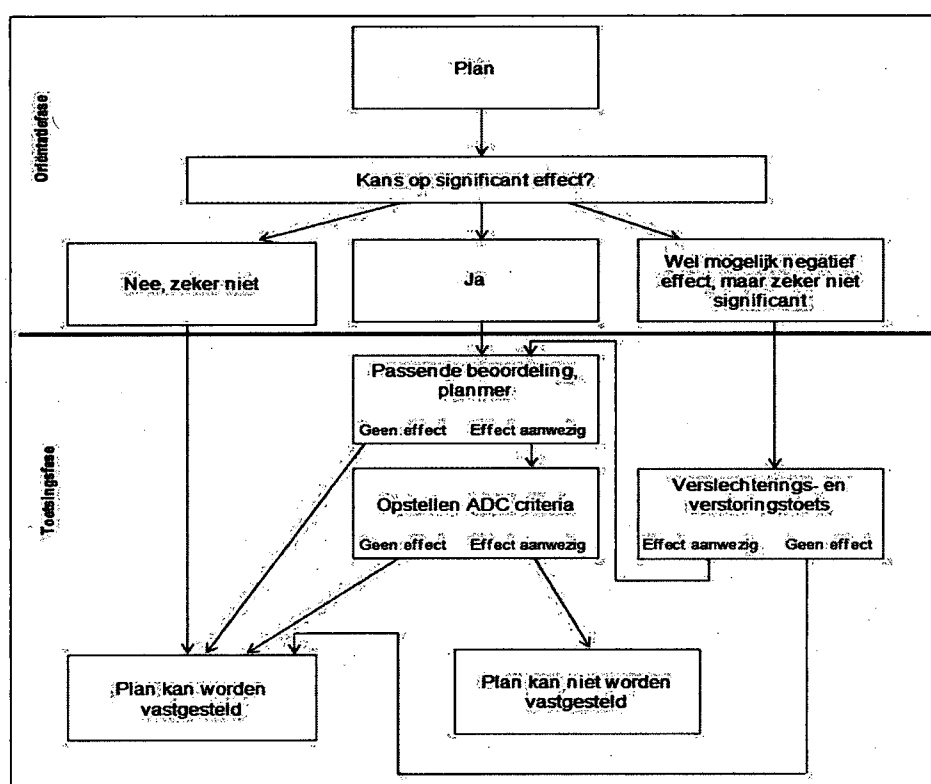 Oriëntatiefase
Plan
Kans op significant effect?
Nee, zeker niet
Ja
Wel mogelijk negatief
effect, maar zeker niet
significant
Toetsingsfase
Passende beoordeling,
planmer
Geen effect Effect aanwezig
Opstellen ADC criteria
Geen effect Effect aanwezig
Verslechterings- en
verstoringstoets
Effect aanwezig Geen effect
Plan kan worden
vastgesteld
Plan kan niet worden
vastgesteld